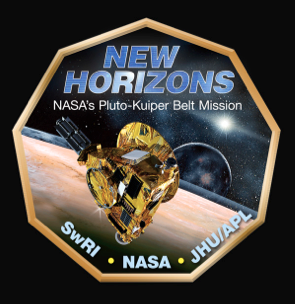 NEW
HORIZONS
NASA's Pluto-Kuiper Belt Mission
SwRI • NASA • JHU/APL